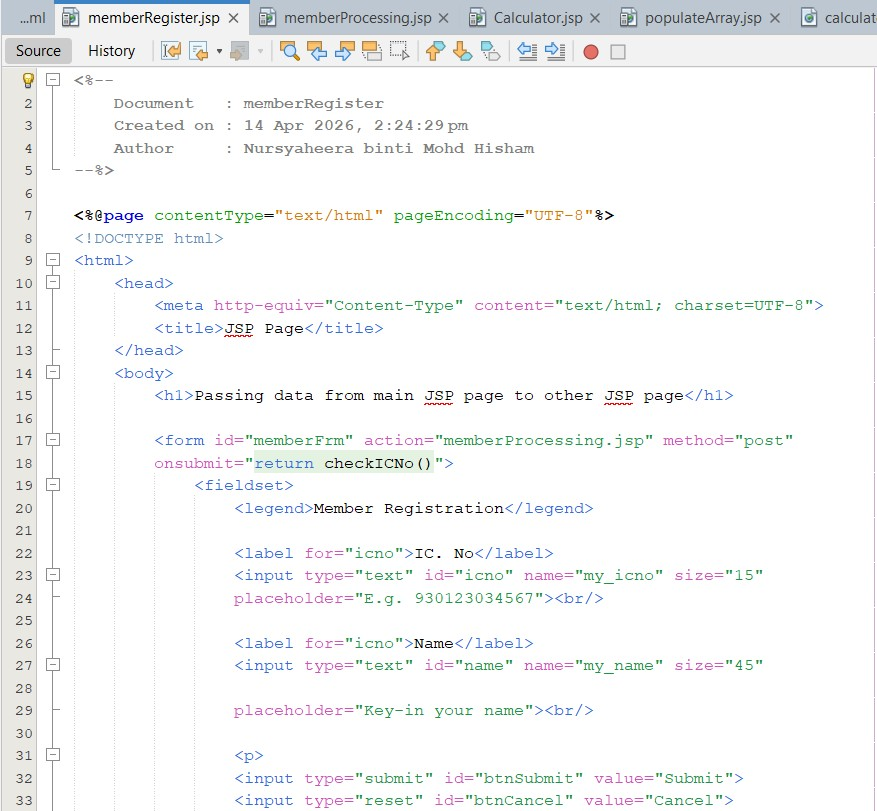 ...ml memberRegister.jsp × memberProcessing.jsp × Calculator.jsp × populateArray.jsp × calculat
Source History
<%--
2 Document : memberRegister
3 Created on : 14 Apr 2026, 2:24:29 pm
4 Author : Nursyaheera binti Mohd Hisham
5 --%>
6
7 <%@page contentType="text/html" pageEncoding="UTF-8"%>
8 <!DOCTYPE html>
9 <html>
10 <head>
11 <meta http-equiv="Content-Type" content="text/html; charset=UTF-8">
12 <title>JSP Page</title>
13 </head>
14 <body>
15 <h1>Passing data from main JSP page to other JSP page</h1>
16
17 <form id="memberFrm" action="memberProcessing.jsp" method="post"
18 onsubmit="return checkICNo()">
19 <fieldset>
20 <legend>Member Registration</legend>
21
22 <label for="icno">IC. No</label>
23 <input type="text" id="icno" name="my_icno" size="15"
24 placeholder="E.g. 930123034567"><br/>
25
26 <label for="icno">Name</label>
27 <input type="text" id="name" name="my_name" size="45"
28
29 placeholder="Key-in your name"><br/>
30
31 <p>
32 <input type="submit" id="btnSubmit" value="Submit">
33 <input type="reset" id="btnCancel" value="Cancel">